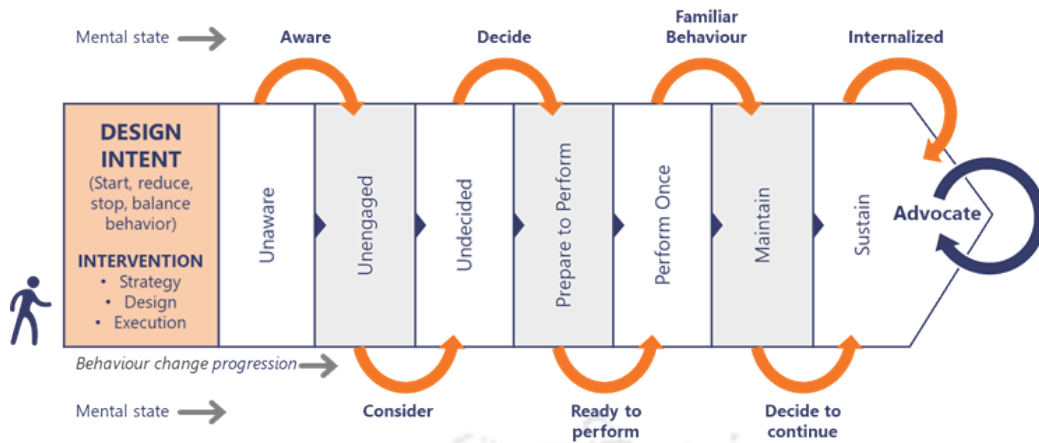 Mental state
Aware
Decide
Familiar
Behaviour
Internalized
DESIGN
INTENT
(Start, reduce,
stop, balance
behavior)
INTERVENTION
• Strategy
• Design
• Execution
Unaware
Unengaged
Undecided
Prepare to Perform
Perform Once
Maintain
Sustain
Advocate
Behaviour change progression
Mental state
Consider
Ready to
perform
Decide to
continue